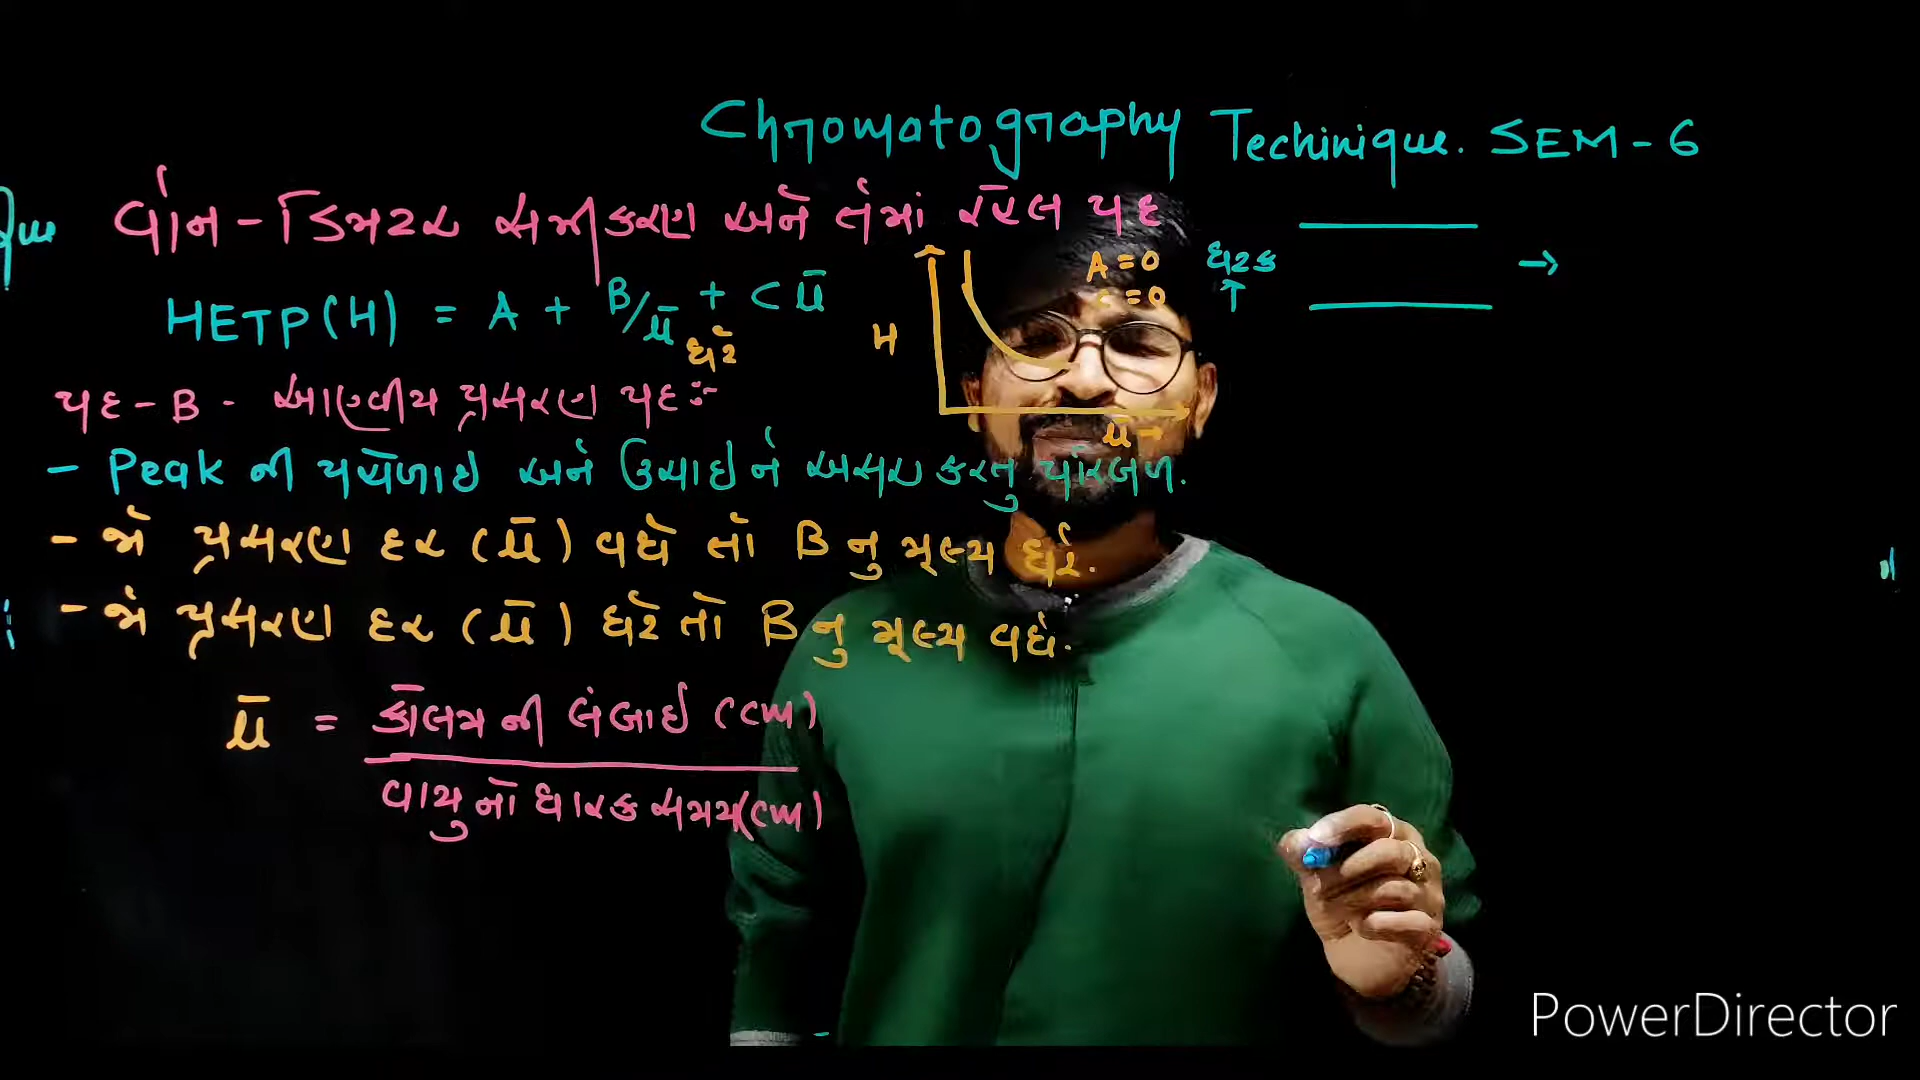 Chromatography Techinique. SEM - 6
વાન - ડિમટર સમીકરણ અને તેમાં રહેલ પદ
HETP (H) = A + B/ū + C ū
ઘટે
H
A = 0
C = 0
ū →
ઘટક
↑
→
પદ - B - આણ્વીય પ્રસરણ પદ :-
- Peak ની પહોળાઈ અને ઉંચાઈ ને અસર કરતુ પરિબળ.
- જો પ્રસરણ દર (ū) વધે તો B નુ મૂલ્ય ઘટે.
- જો પ્રસરણ દર (ū) ઘટે તો B નુ મૂલ્ય વધે.
ū = કોલમ ની લંબાઈ (cm)
વાયુ નો ધારક સમય (cm)
PowerDirector